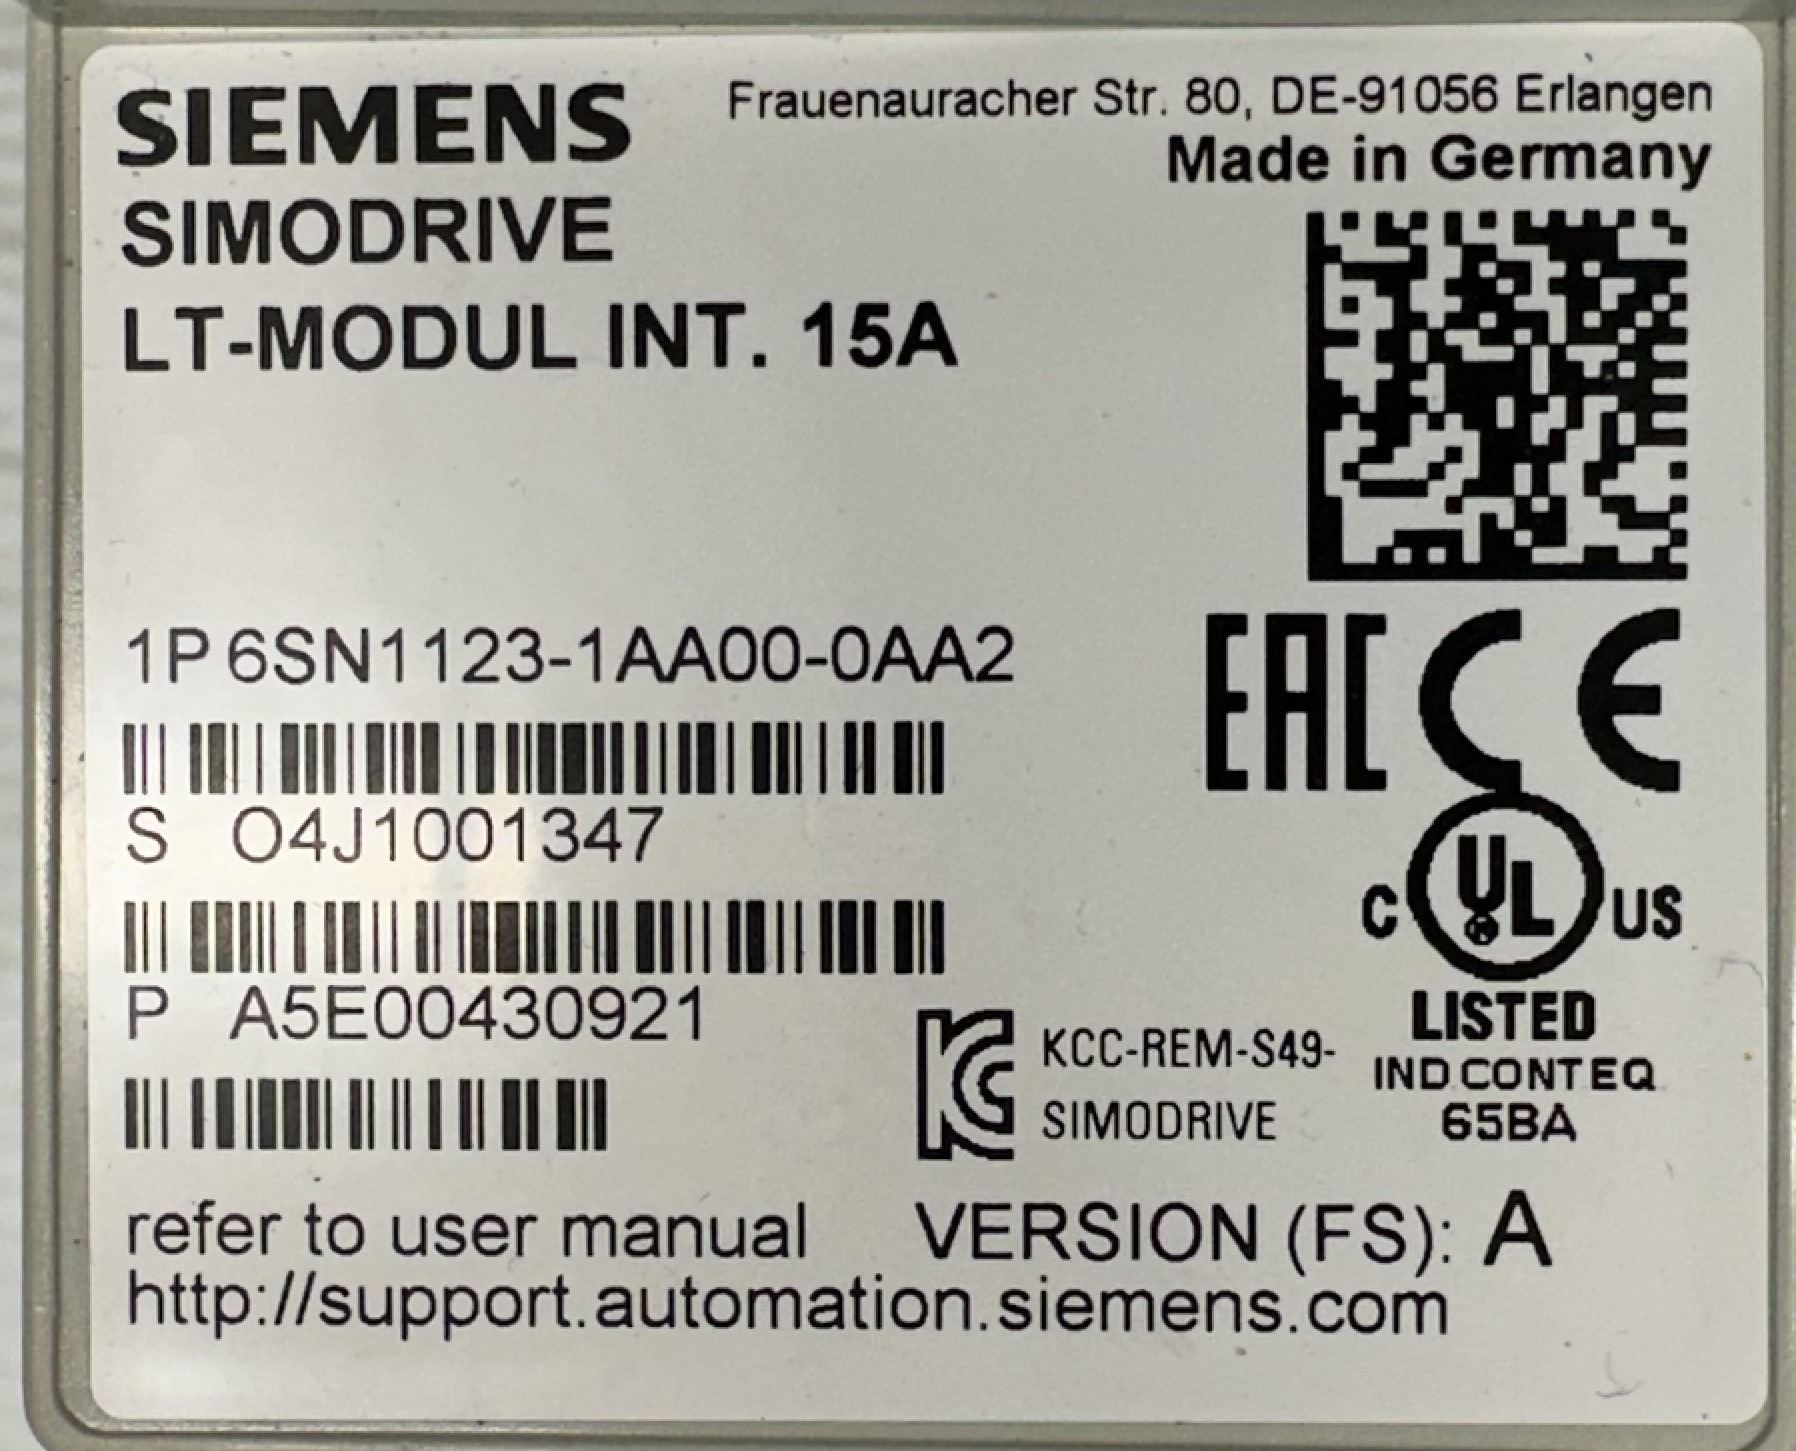 SIEMENS
Frauenauracher Str. 80, DE-91056 Erlangen
Made in Germany
SIMODRIVE
LT-MODUL INT. 15A
1P 6SN1123-1AA00-0AA2
S O4J1001347
P A5E00430921
EAC CE
C UL ® US
LISTED
IND CONT EQ
65BA
KCC-REM-S49-
SIMODRIVE
refer to user manual VERSION (FS): A
http://support.automation.siemens.com